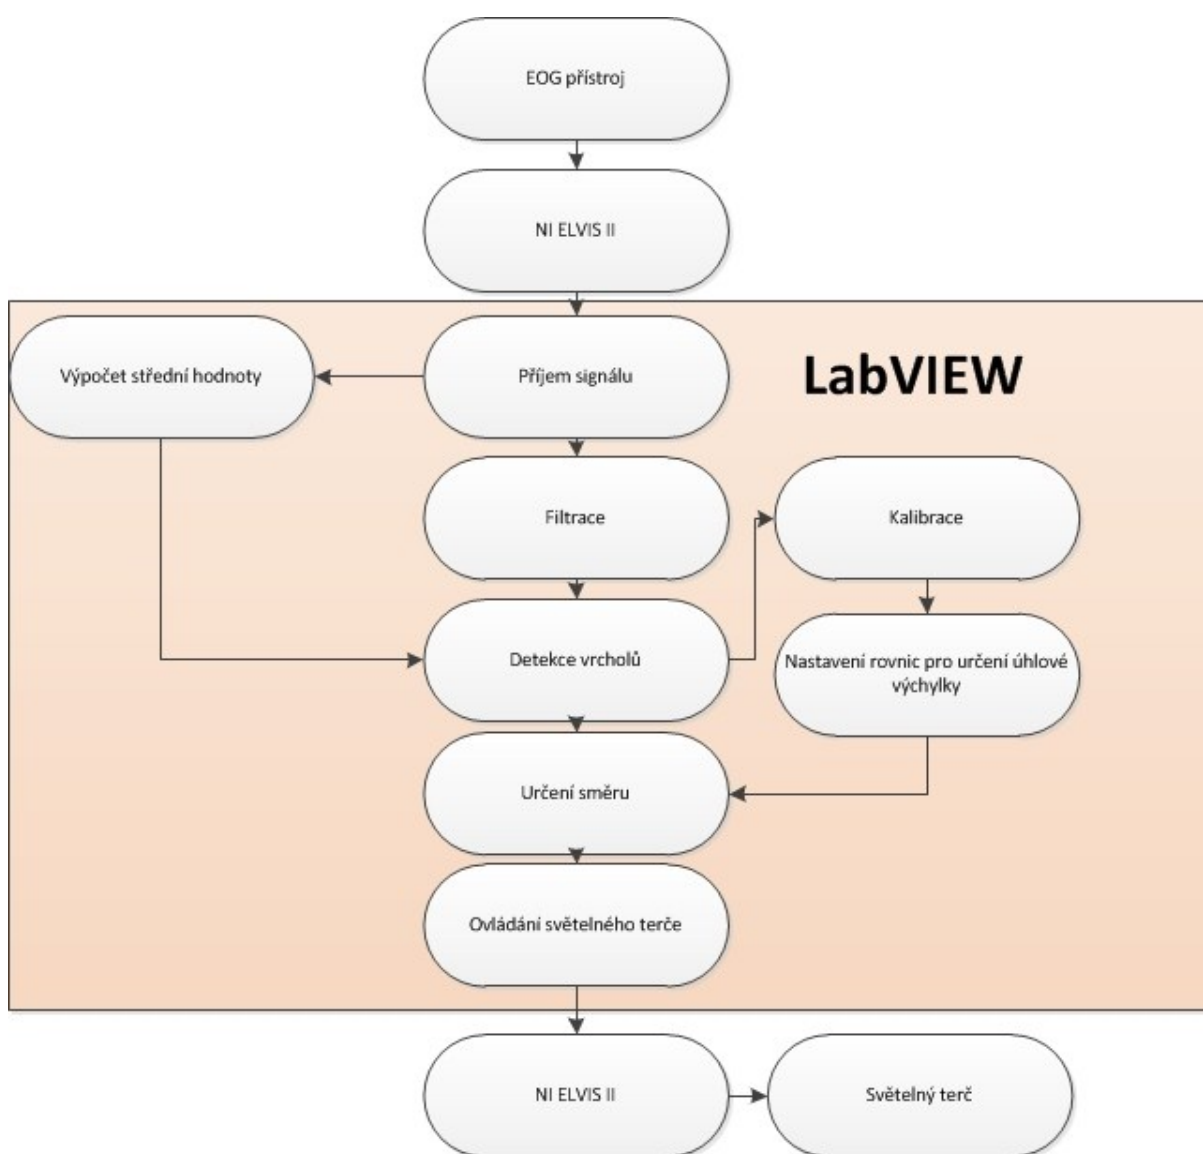 EOG přístroj
NI ELVIS II
Výpočet střední hodnoty
Příjem signálu
LabVIEW
Filtrace
Kalibrace
Detekce vrcholů
Nastavení rovnic pro určení úhlové
výchylky
Určení směru
Ovládání světelného terče
NI ELVIS II
Světelný terč